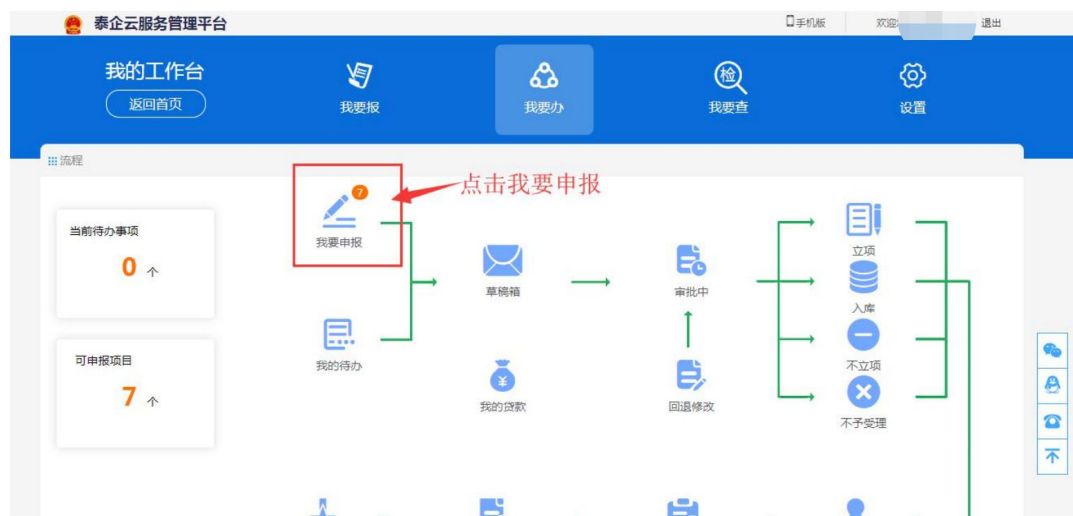 泰企云服务管理平台
手机版
欢迎
退出
我的工作台
返回首页
我要报
我要办
检
我要查
设置
流程
点击我要申报
7
我要申报
当前待办事项
0 个
可申报项目
7 个
我的待办
草稿箱
¥
我的贷款
审批中
回退修改
立项
入库
不立项
不予受理